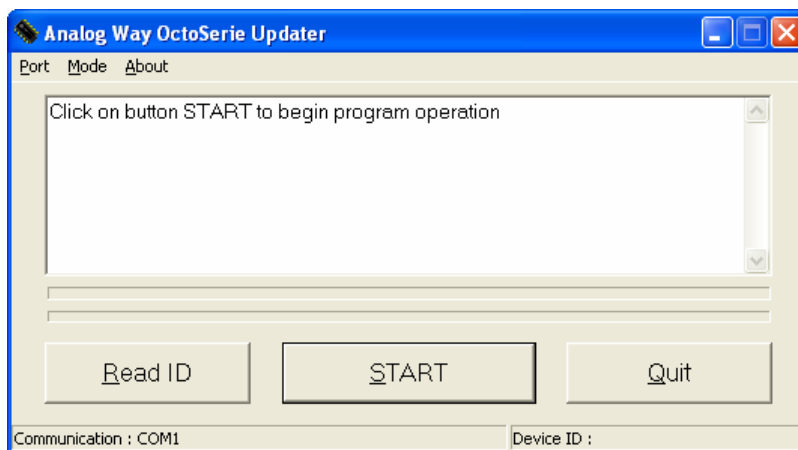 Analog Way OctoSerie Updater
Port Mode About
Click on button START to begin program operation
Read ID START Quit
Communication : COM1 Device ID :